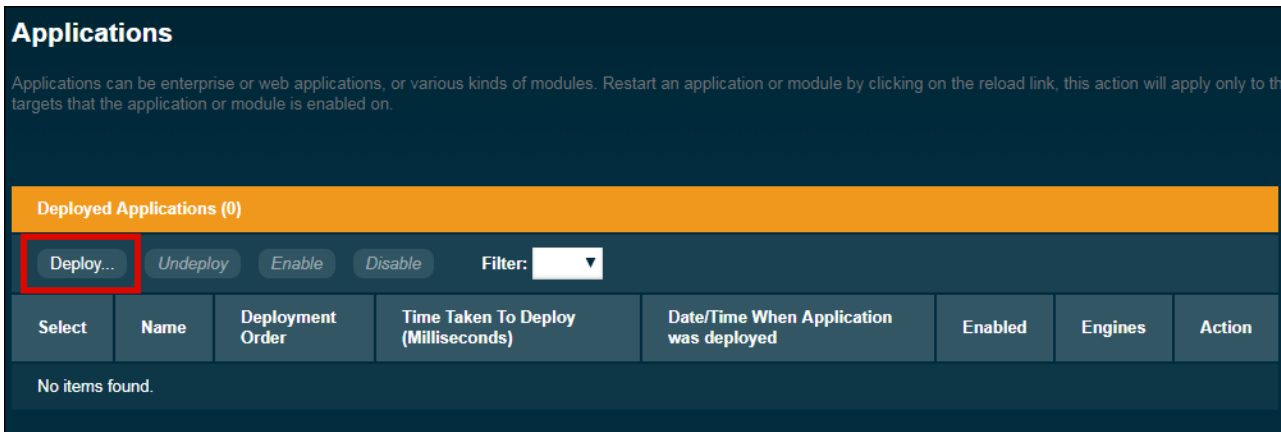 Applications
Applications can be enterprise or web applications, or various kinds of modules. Restart an application or module by clicking on the reload link, this action will apply only to th
targets that the application or module is enabled on.
Deployed Applications (0)
Deploy... Undeploy Enable Disable Filter:
Select Name Deployment Order Time Taken To Deploy (Milliseconds) Date/Time When Application was deployed Enabled Engines Action
No items found.